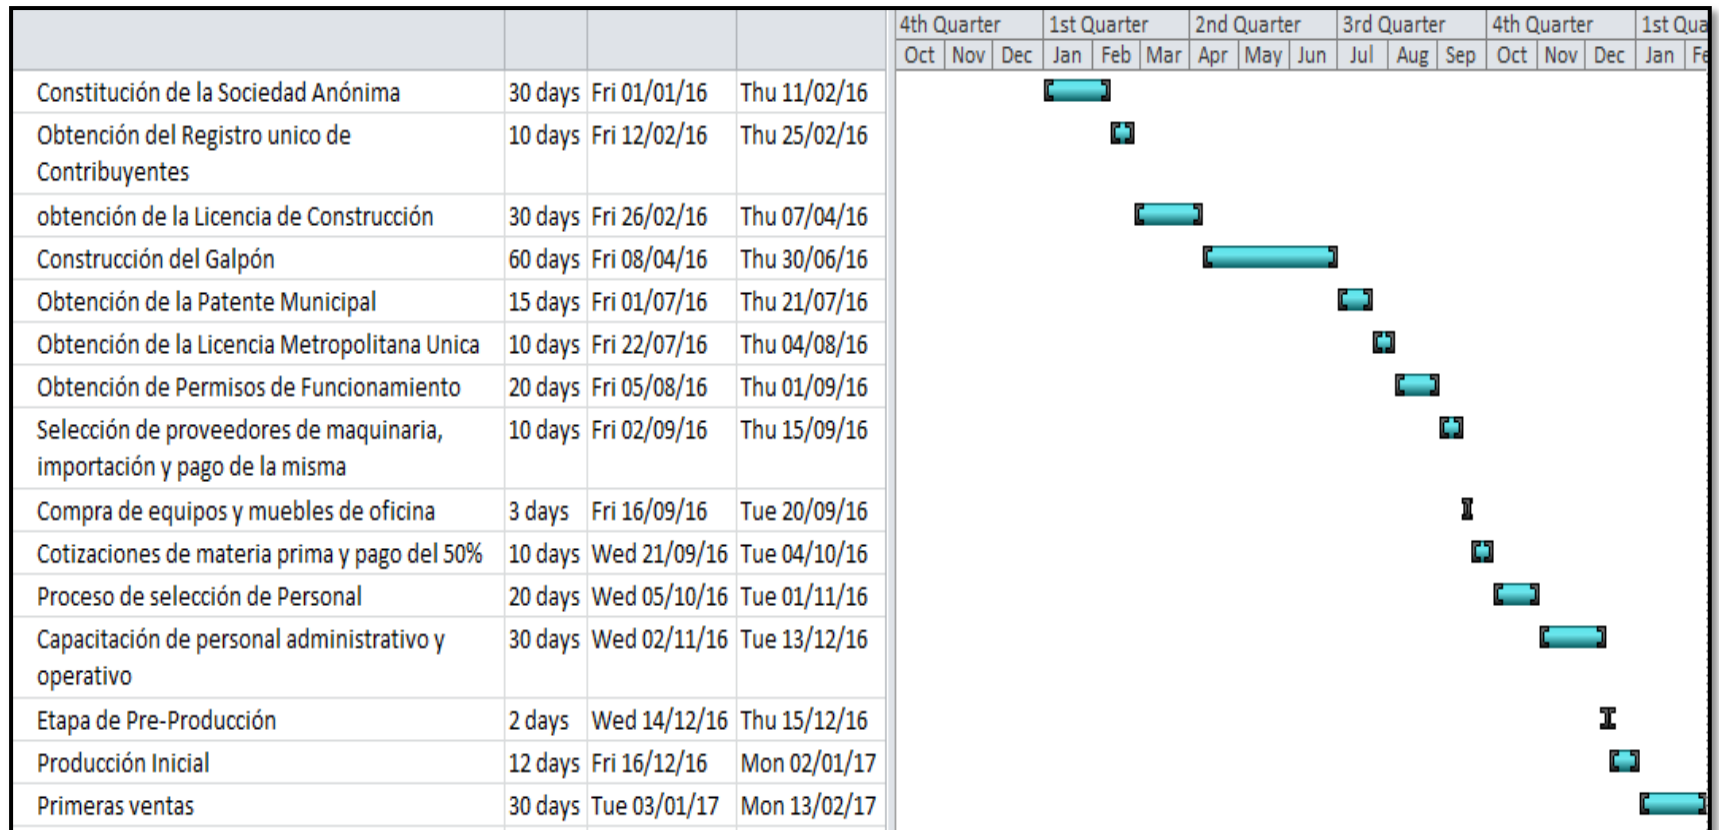 4th Quarter 1st Quarter 2nd Quarter 3rd Quarter 4th Quarter 1st Qua
Oct Nov Dec Jan Feb Mar Apr May Jun Jul Aug Sep Oct Nov Dec Jan Fe
Constitución de la Sociedad Anónima 30 days Fri 01/01/16 Thu 11/02/16
Obtención del Registro unico de 10 days Fri 12/02/16 Thu 25/02/16
Contribuyentes
obtención de la Licencia de Construcción 30 days Fri 26/02/16 Thu 07/04/16
Construcción del Galpón 60 days Fri 08/04/16 Thu 30/06/16
Obtención de la Patente Municipal 15 days Fri 01/07/16 Thu 21/07/16
Obtención de la Licencia Metropolitana Unica 10 days Fri 22/07/16 Thu 04/08/16
Obtención de Permisos de Funcionamiento 20 days Fri 05/08/16 Thu 01/09/16
Selección de proveedores de maquinaria, 10 days Fri 02/09/16 Thu 15/09/16
importación y pago de la misma
Compra de equipos y muebles de oficina 3 days Fri 16/09/16 Tue 20/09/16
Cotizaciones de materia prima y pago del 50% 10 days Wed 21/09/16 Tue 04/10/16
Proceso de selección de Personal 20 days Wed 05/10/16 Tue 01/11/16
Capacitación de personal administrativo y 30 days Wed 02/11/16 Tue 13/12/16
operativo
Etapa de Pre-Producción 2 days Wed 14/12/16 Thu 15/12/16
Producción Inicial 12 days Fri 16/12/16 Mon 02/01/17
Primeras ventas 30 days Tue 03/01/17 Mon 13/02/17